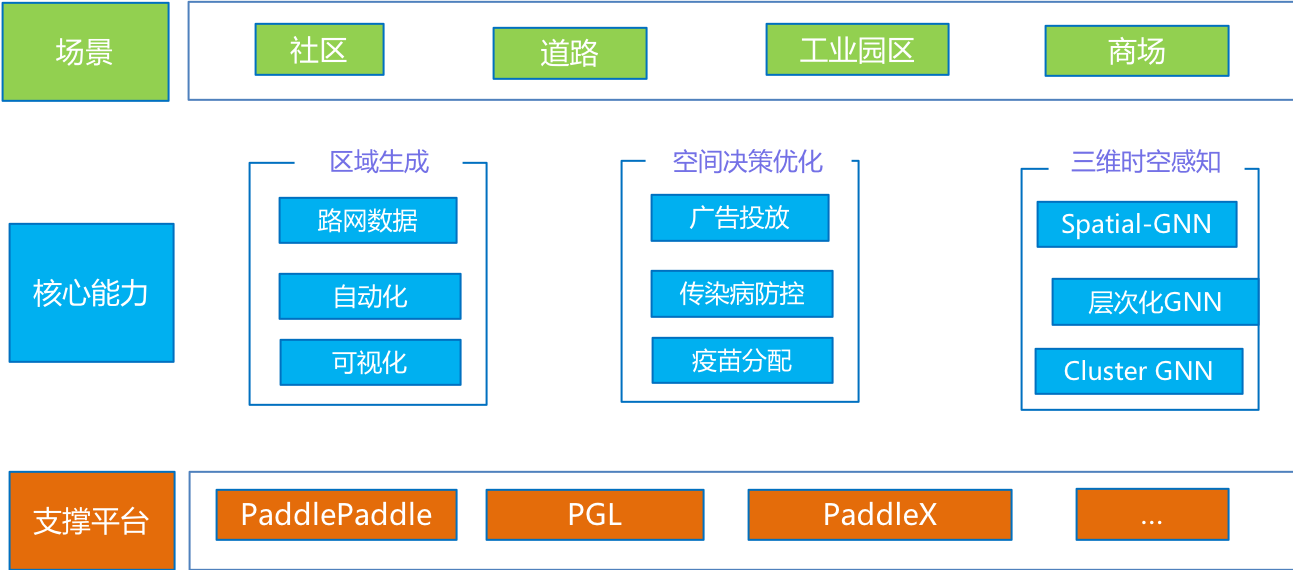 场景
社区
道路
工业园区
商场
核心能力
区域生成
路网数据
自动化
可视化
空间决策优化
广告投放
传染病防控
疫苗分配
三维时空感知
Spatial-GNN
层次化GNN
Cluster GNN
支撑平台
PaddlePaddle
PGL
PaddleX
...